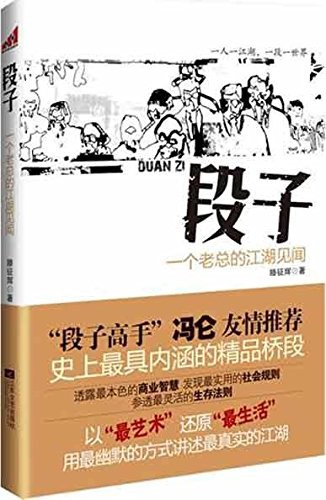 一人一江湖，一段一世界
DUAN ZI
段子
一个老总的江湖见闻
滕征辉◎著
“段子高手”冯仑 友情推荐
史上最具内涵的精品桥段
透露最本色的商业智慧 发现最实用的社会规则
参透最灵活的生存法则
以“最艺术” 还原“最生活”
用最幽默的方式讲述最真实的江湖
段子
一个老总的江湖见闻
滕征辉◎著